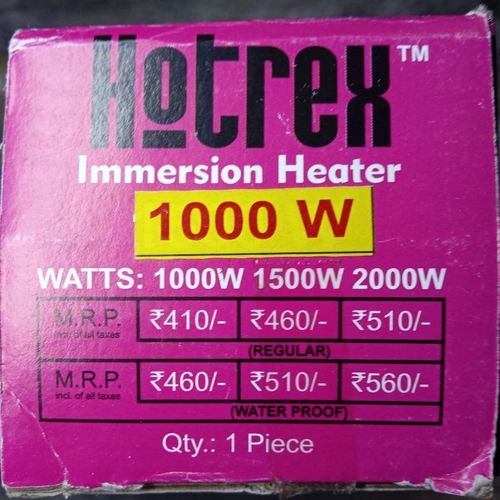 Hotrex™
Immersion Heater
1000 W
WATTS: 1000W 1500W 2000W
M.R.P. ₹410/- ₹460/- ₹510/-
incl. of all taxes
(REGULAR)
M.R.P. ₹460/- ₹510/- ₹560/-
incl. of all taxes
(WATER PROOF)
Qty.: 1 Piece